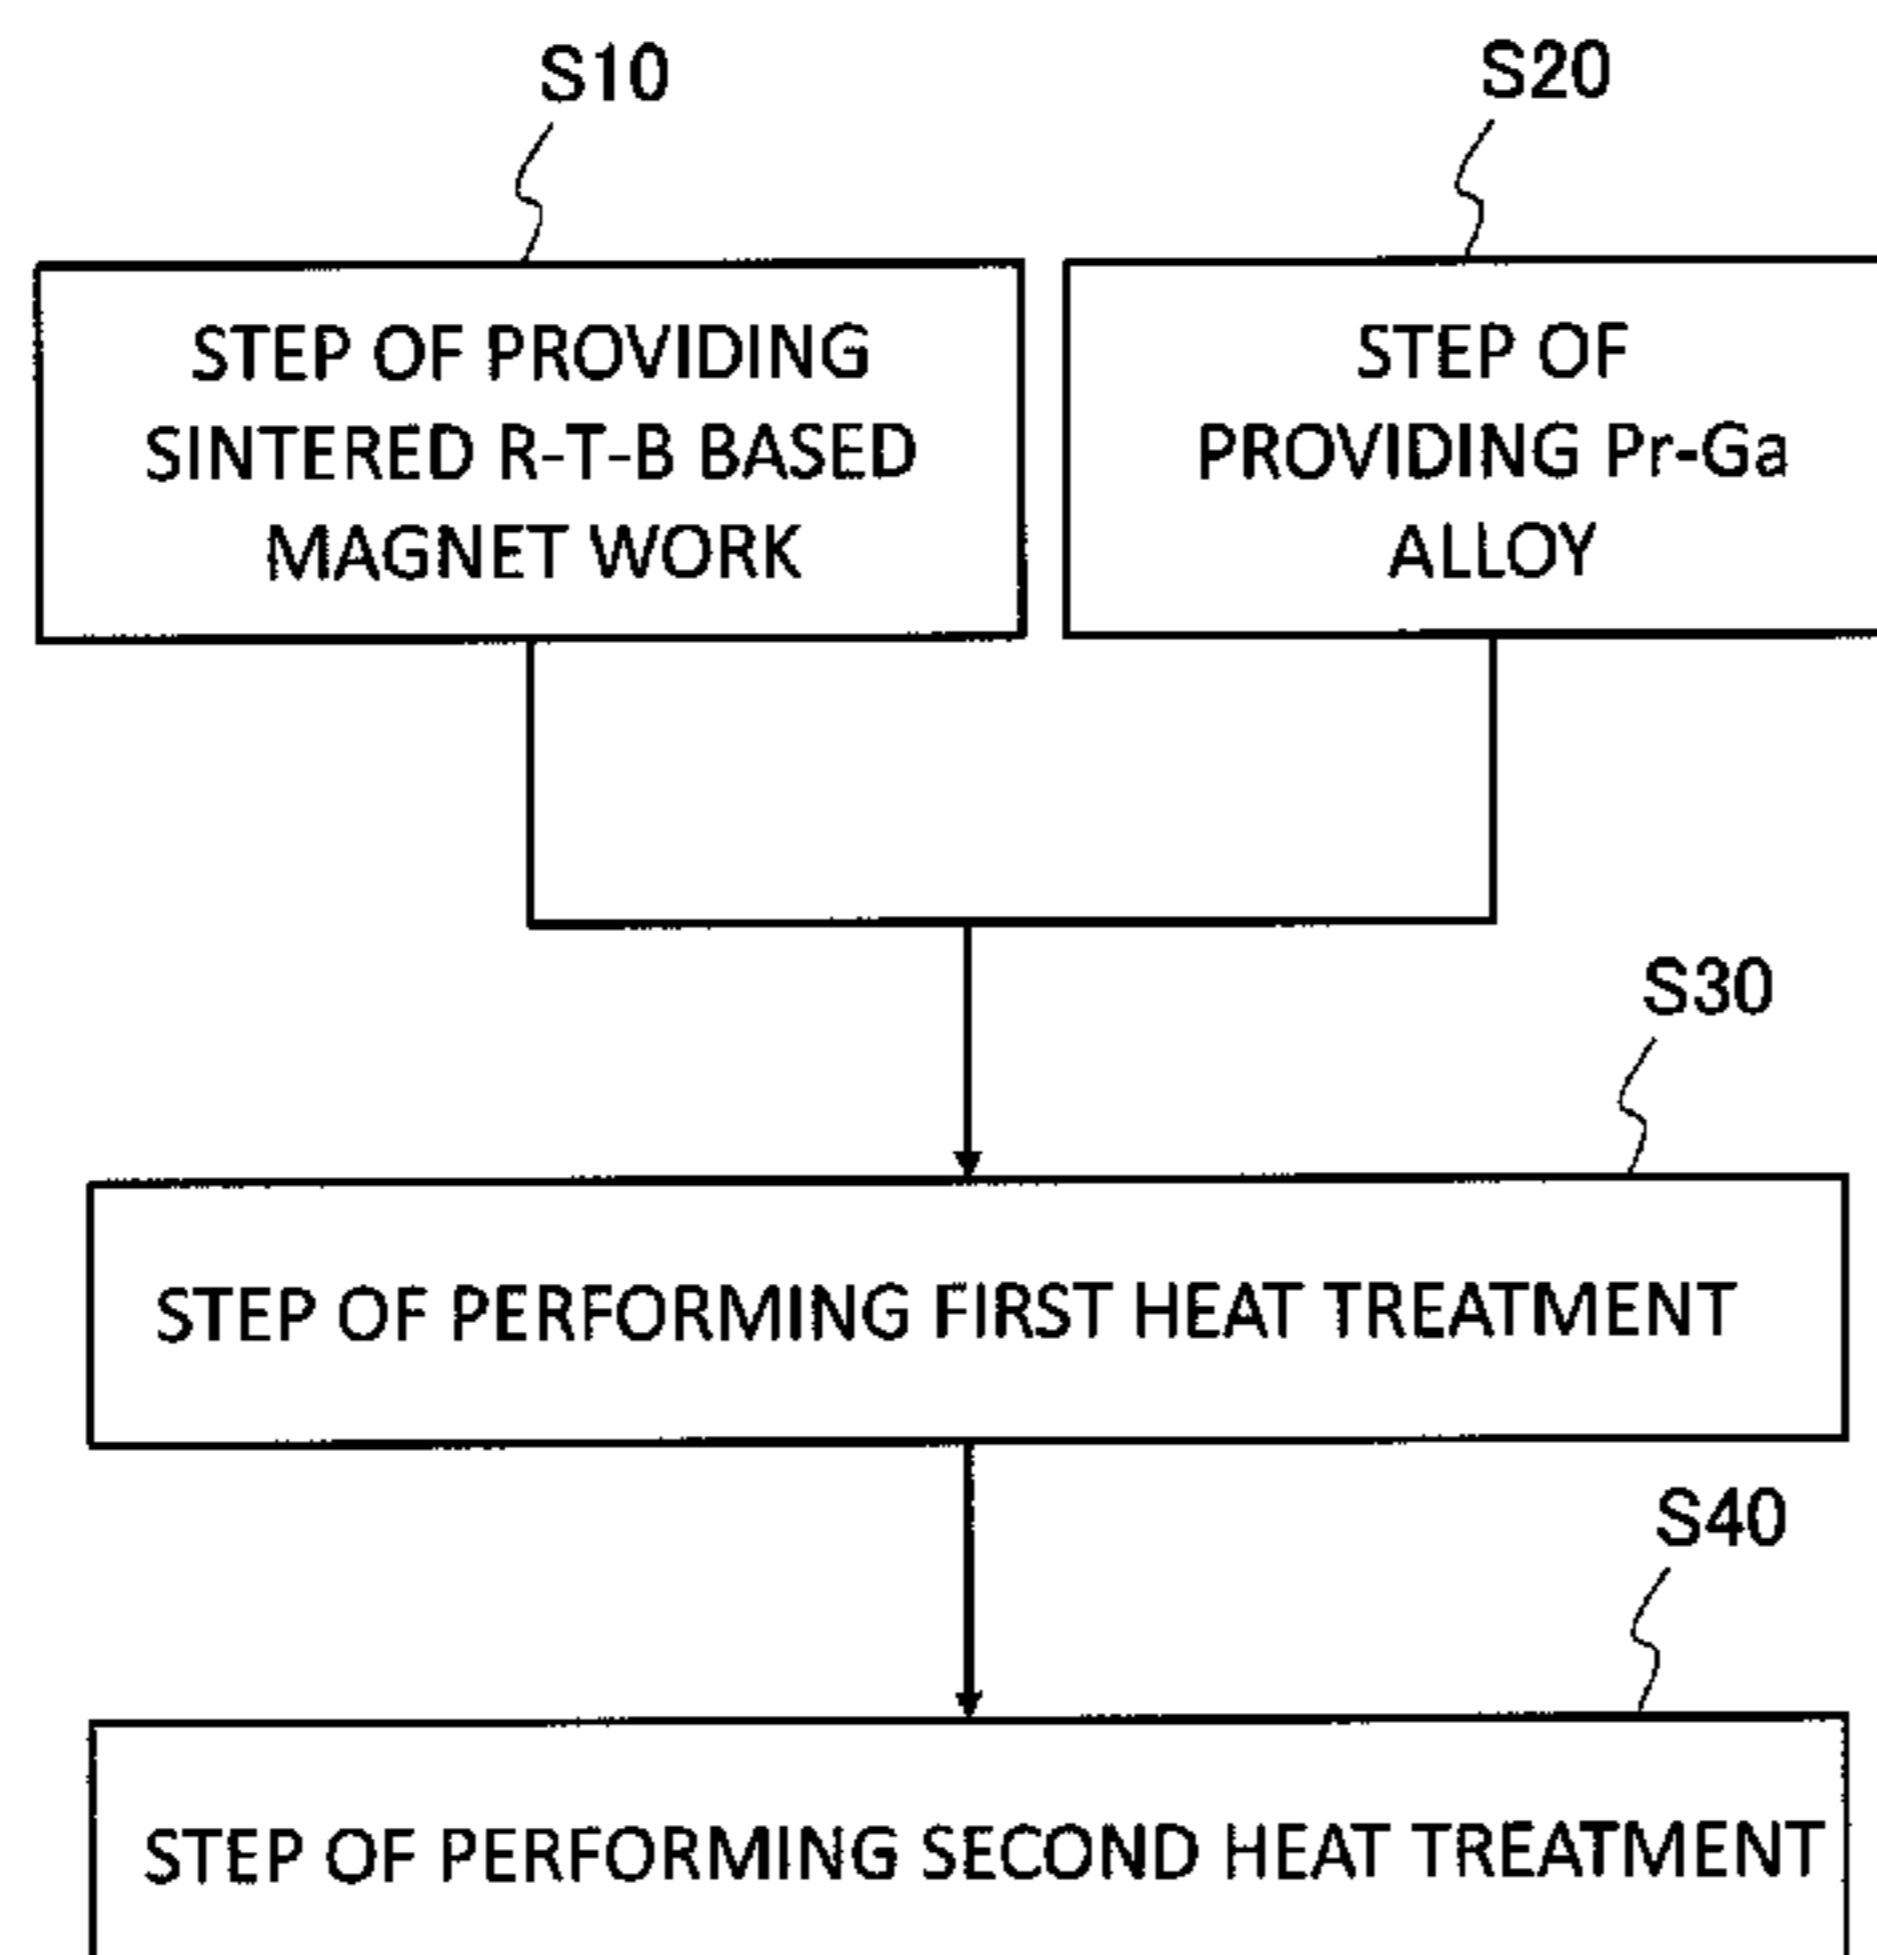 S10
S20
STEP OF PROVIDING
SINTERED R-T-B BASED
MAGNET WORK
STEP OF
PROVIDING Pr-Ga
ALLOY
S30
STEP OF PERFORMING FIRST HEAT TREATMENT
S40
STEP OF PERFORMING SECOND HEAT TREATMENT